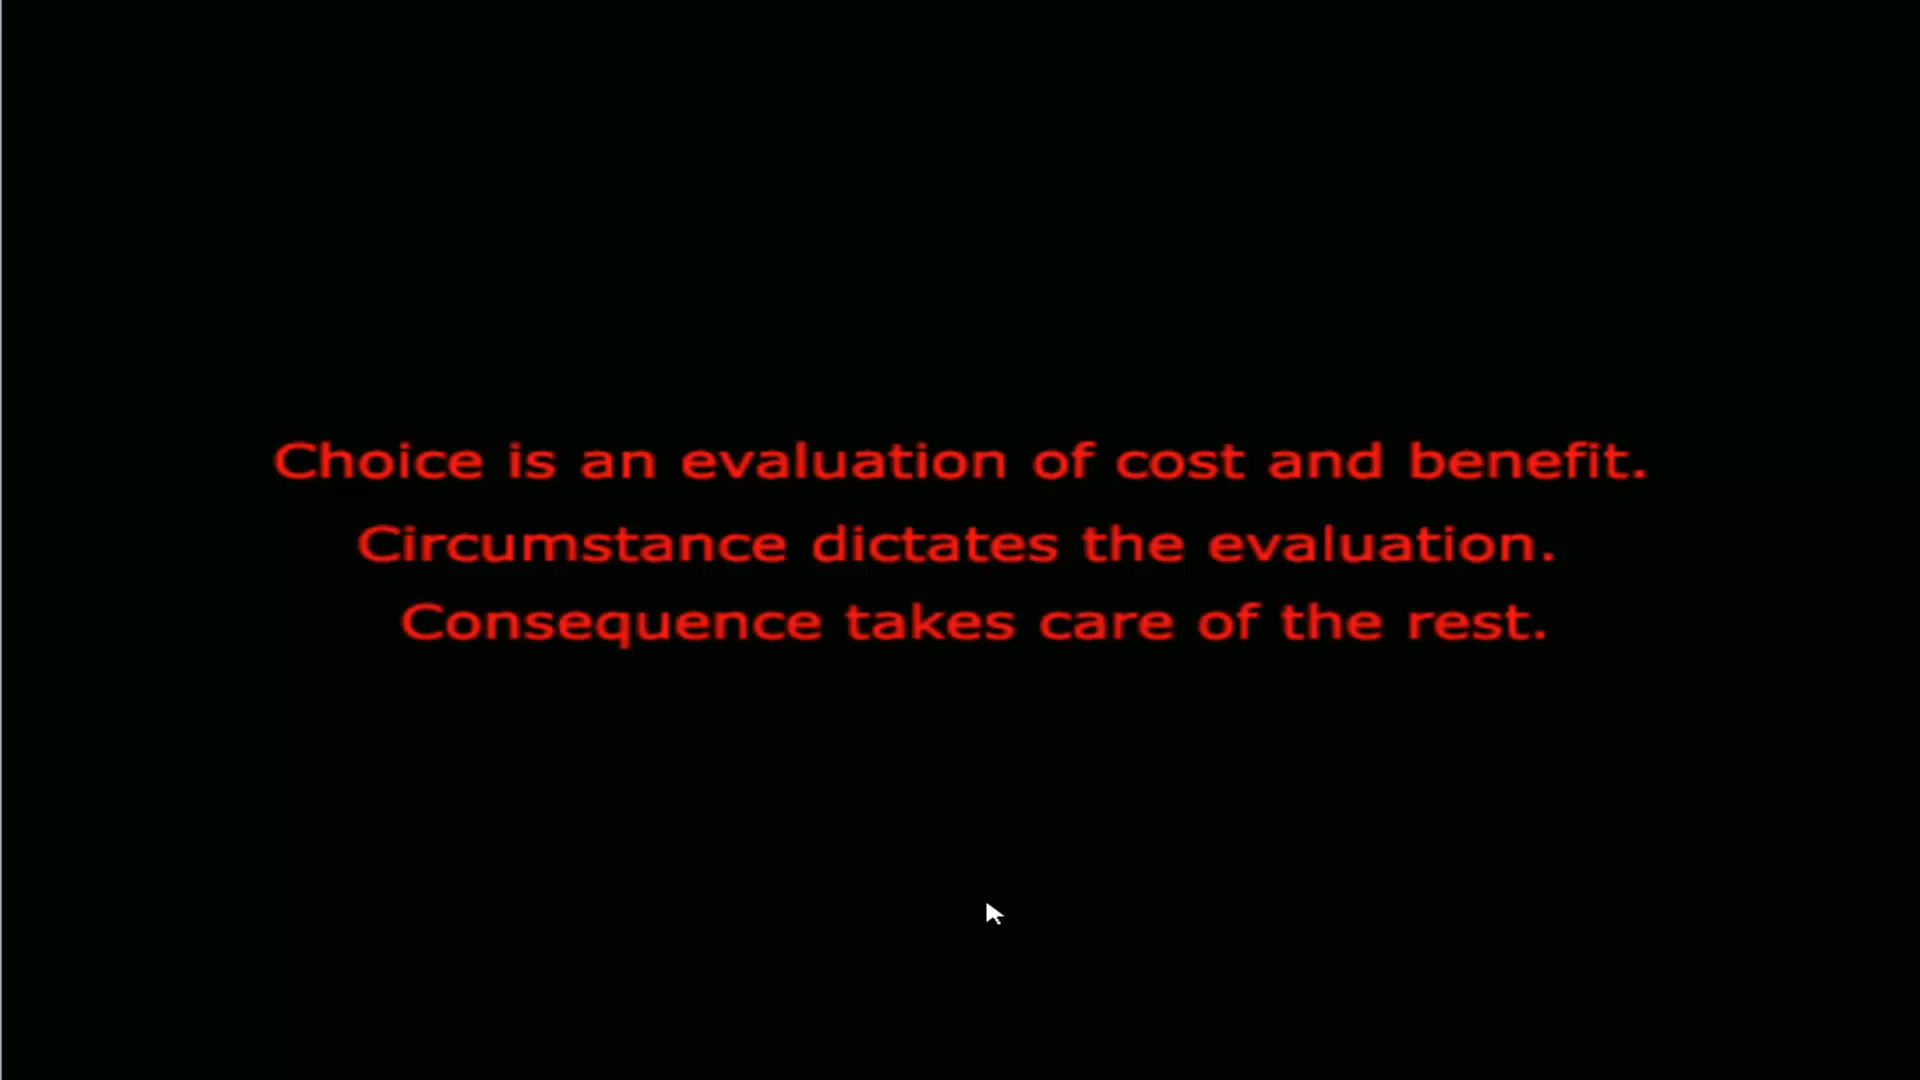 Choice is an evaluation of cost and benefit.
Circumstance dictates the evaluation.
Consequence takes care of the rest.